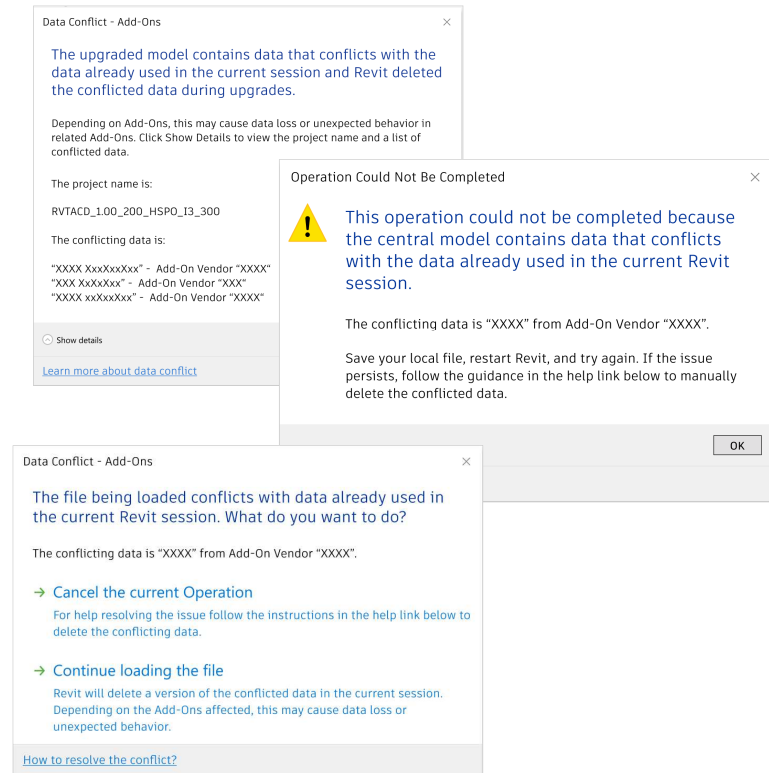 Data Conflict - Add-Ons
The upgraded model contains data that conflicts with the
data already used in the current session and Revit deleted
the conflicted data during upgrades.
Depending on Add-Ons, this may cause data loss or unexpected behavior in
related Add-Ons. Click Show Details to view the project name and a list of
conflicted data.
The project name is:
RVTACD_1.00_200_HSPO_I3_300
The conflicting data is:
"XXXX XxxXxxXxx" - Add-On Vendor "XXXX"
"XXX XxXxXxx" - Add-On Vendor "XXX"
"XXXX xxXxxXxx" - Add-On Vendor "XXXX"
Show details
Learn more about data conflict
Operation Could Not Be Completed
This operation could not be completed because
the central model contains data that conflicts
with the data already used in the current Revit
session.
The conflicting data is "XXXX" from Add-On Vendor "XXXX".
Save your local file, restart Revit, and try again. If the issue
persists, follow the guidance in the help link below to manually
delete the conflicted data.
OK
Data Conflict - Add-Ons
The file being loaded conflicts with data already used in
the current Revit session. What do you want to do?
The conflicting data is "XXXX" from Add-On Vendor "XXXX".
Cancel the current Operation
For help resolving the issue follow the instructions in the help link below to
delete the conflicting data.
Continue loading the file
Revit will delete a version of the conflicted data in the current session.
Depending on the Add-Ons affected, this may cause data loss or
unexpected behavior.
How to resolve the conflict?